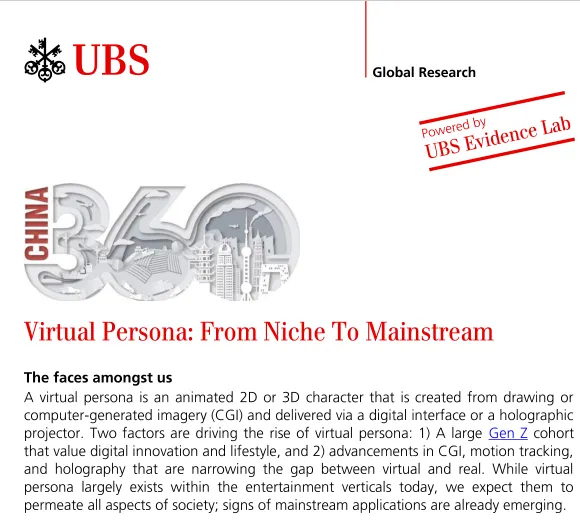 UBS
Global Research
Powered by
UBS Evidence Lab
CHINA
360
Virtual Persona: From Niche To Mainstream
The faces amongst us
A virtual persona is an animated 2D or 3D character that is created from drawing or
computer-generated imagery (CGI) and delivered via a digital interface or a holographic
projector. Two factors are driving the rise of virtual persona: 1) A large Gen Z cohort
that value digital innovation and lifestyle, and 2) advancements in CGI, motion tracking,
and holography that are narrowing the gap between virtual and real. While virtual
persona largely exists within the entertainment verticals today, we expect them to
permeate all aspects of society; signs of mainstream applications are already emerging.